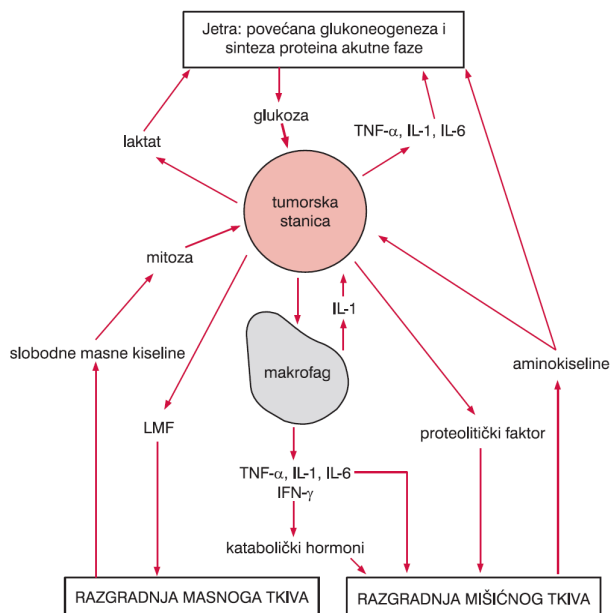 Jetra: povećana glukoneogeneza i
sinteza proteina akutne faze
glukoza
TNF-α, IL-1, IL-6
laktat
tumorska
stanica
mitoza
IL-1
slobodne masne kiseline
makrofag
aminokiseline
LMF
proteolitički faktor
TNF-α, IL-1, IL-6
IFN-γ
katabolički hormoni
RAZGRADNJA MASNOGA TKIVA
RAZGRADNJA MIŠIĆNOG TKIVA